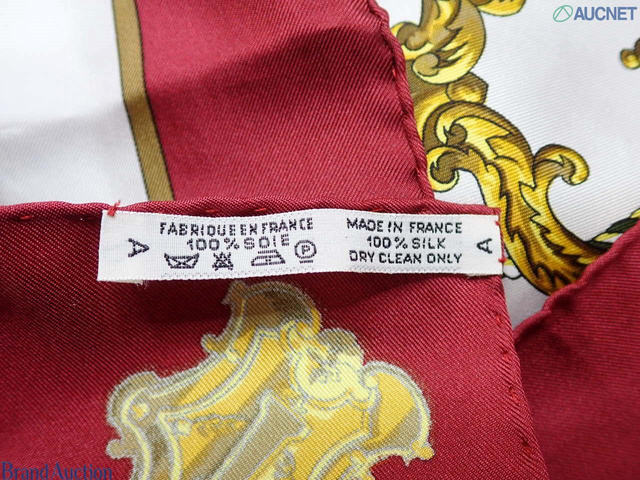 AUCNET
FABRIQUE EN FRANCE
100% SOIE
A
P
MADE IN FRANCE
100% SILK
DRY CLEAN ONLY
A
Brand Auction